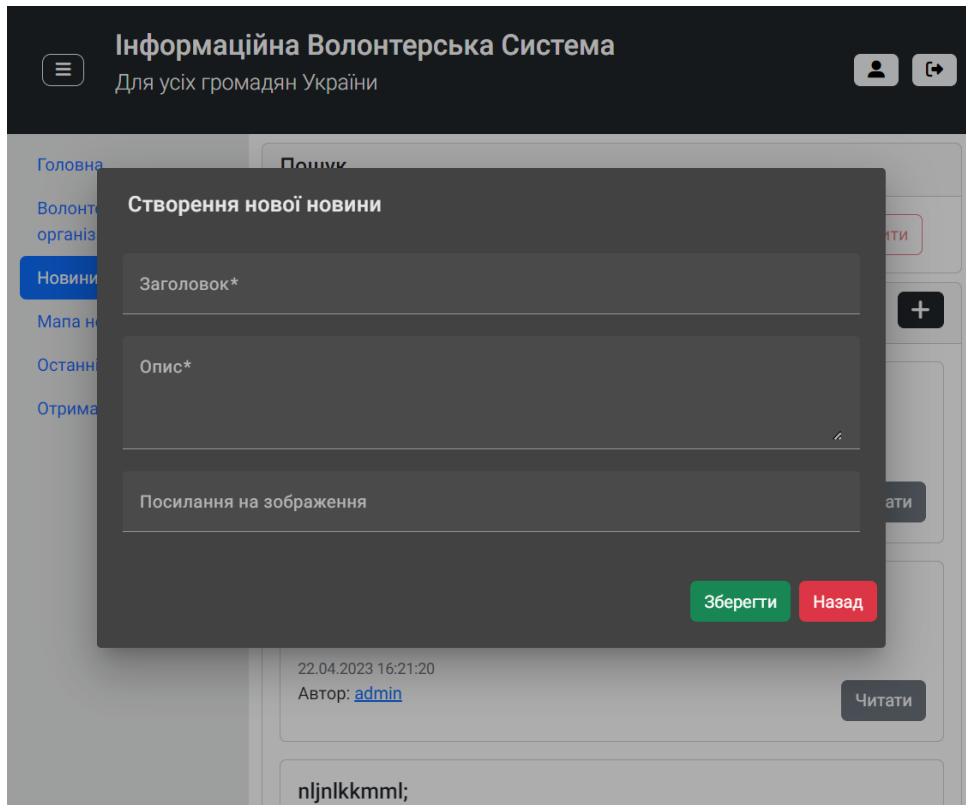 Інформаційна Волонтерська Система
Для усіх громадян України
Головна
Пошук
Створення нової новини
Новини
Заголовок*
Опис*
Посилання на зображення
Зберегти
Назад
22.04.2023 16:21:20
Автор: admin
Читати
nljnlkkmml;